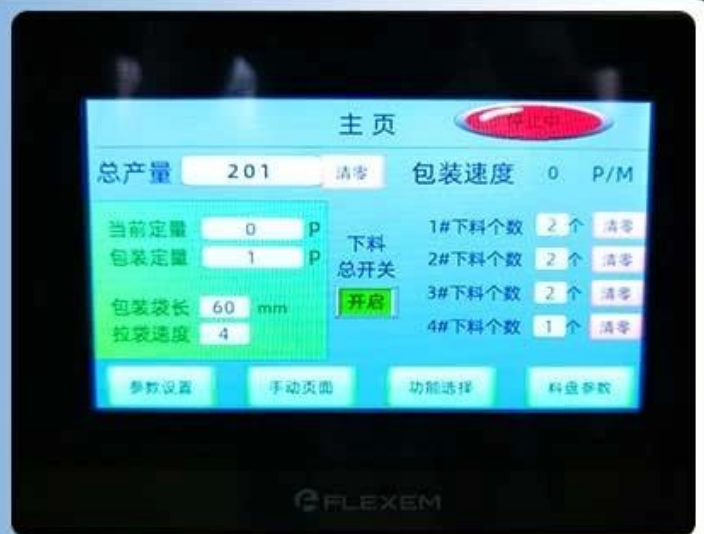 主页 停止中
总产量 201 清零 包装速度 0 P/M
当前定量 0 P
包装定量 1 P
包装袋长 60 mm
拉袋速度 4
下料
总开关
开启
1#下料个数 2 个 清零
2#下料个数 2 个 清零
3#下料个数 2 个 清零
4#下料个数 1 个 清零
参数设置 手动页面 功能选择 料盘参数
FLEXEM